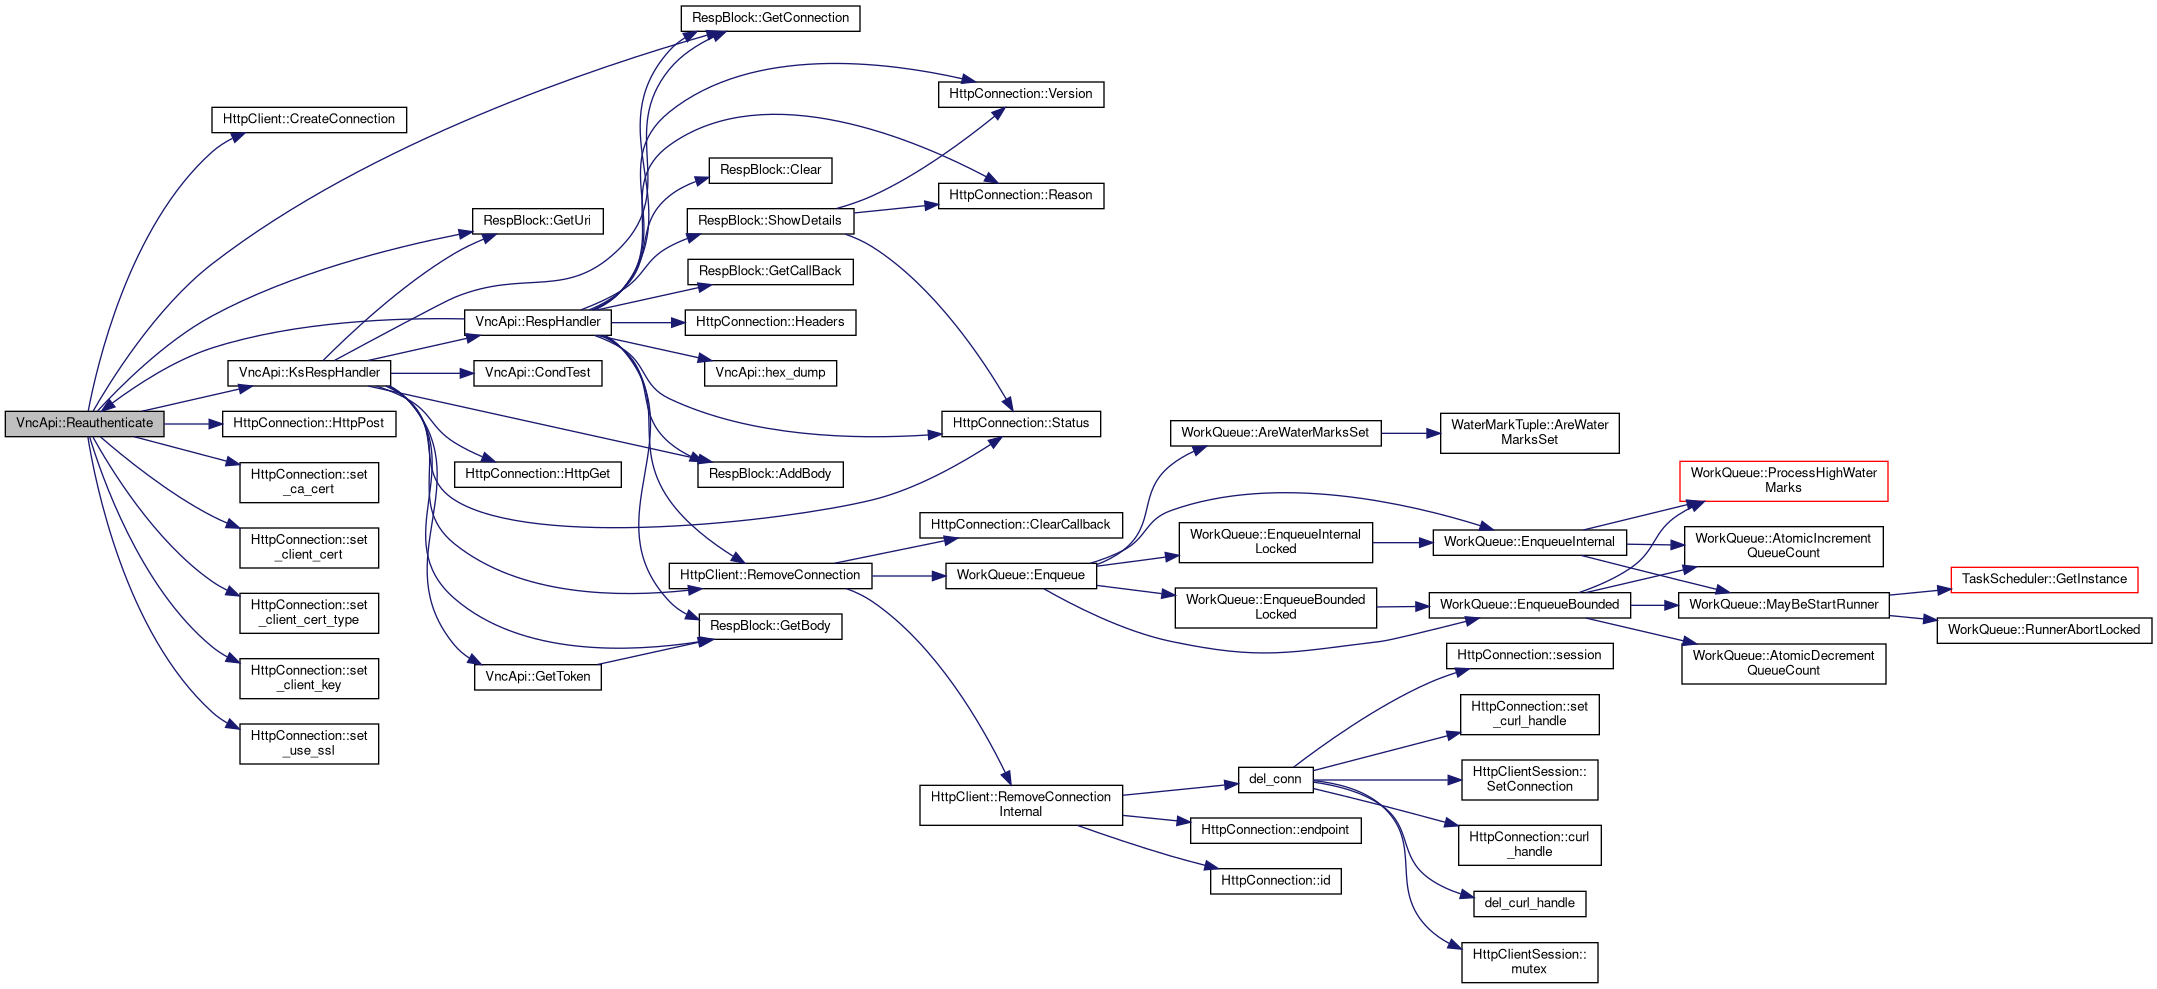 RespBlock::GetConnection
HttpConnection::Version
HttpClient::CreateConnection
RespBlock::Clear
HttpConnection::Reason
RespBlock::GetUri
RespBlock::ShowDetails
RespBlock::GetCallBack
VncApi::RespHandler
HttpConnection::Headers
VncApi::KsRespHandler
VncApi::CondTest
VncApi::hex_dump
VncApi::Reauthenticate
HttpConnection::HttpPost
HttpConnection::Status
WorkQueue::AreWaterMarksSet
WaterMarkTuple::AreWater
MarksSet
HttpConnection::set
_ca_cert
HttpConnection::HttpGet
RespBlock::AddBody
WorkQueue::ProcessHighWater
Marks
HttpConnection::ClearCallback
HttpConnection::set
_client_cert
WorkQueue::EnqueueInternal
Locked
WorkQueue::EnqueueInternal
WorkQueue::AtomicIncrement
QueueCount
HttpClient::RemoveConnection
WorkQueue::Enqueue
TaskScheduler::GetInstance
HttpConnection::set
_client_cert_type
WorkQueue::EnqueueBounded
Locked
WorkQueue::EnqueueBounded
WorkQueue::MayBeStartRunner
RespBlock::GetBody
WorkQueue::RunnerAbortLocked
HttpConnection::set
_client_key
VncApi::GetToken
HttpConnection::session
WorkQueue::AtomicDecrement
QueueCount
HttpConnection::set
_use_ssl
HttpConnection::set
_curl_handle
del_conn
HttpClientSession::
SetConnection
HttpClient::RemoveConnection
Internal
HttpConnection::endpoint
HttpConnection::curl
_handle
HttpConnection::id
del_curl_handle
HttpClientSession::
mutex